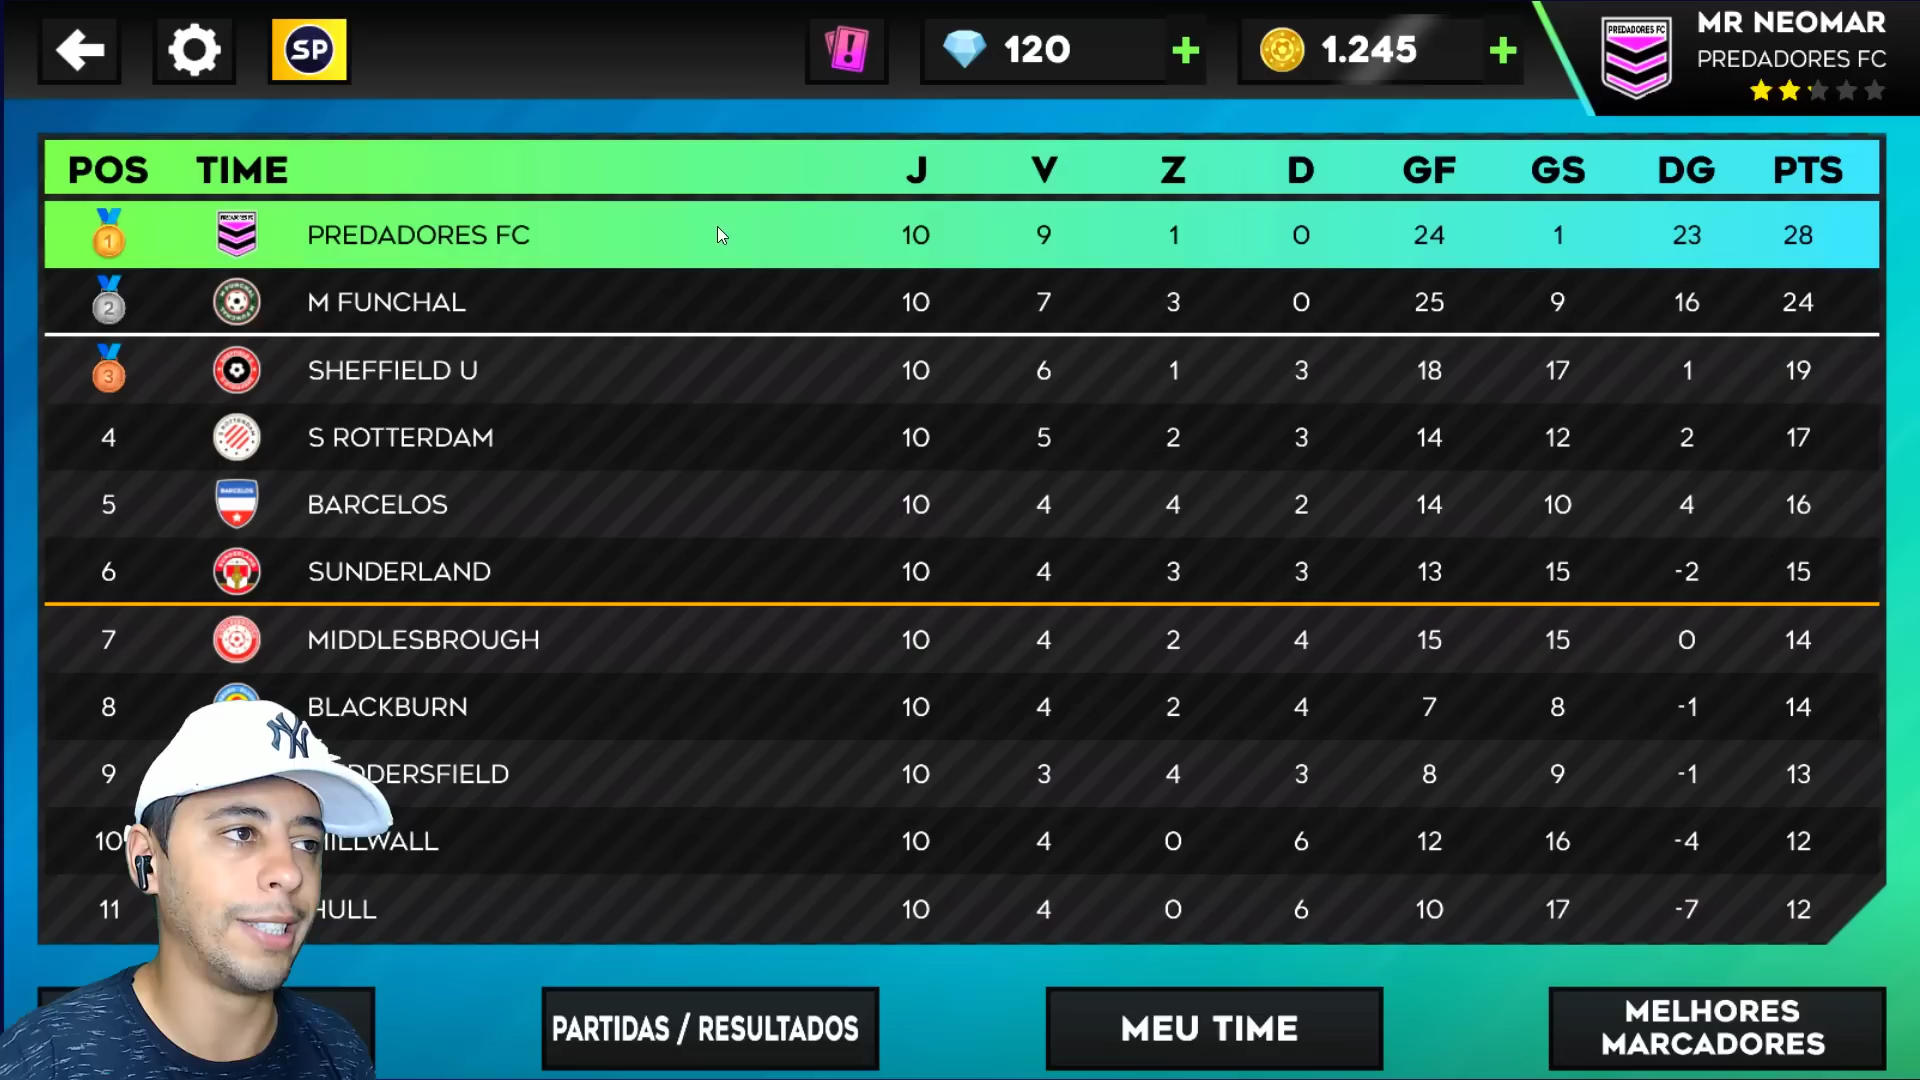 SP
120
1.245
PREDADORES FC
MR NEOMAR
PREDADORES FC
POS TIME J V Z D GF GS DG PTS
1 PREDADORES FC 10 9 1 0 24 1 23 28
2 M FUNCHAL 10 7 3 0 25 9 16 24
3 SHEFFIELD U 10 6 1 3 18 17 1 19
4 S ROTTERDAM 10 5 2 3 14 12 2 17
5 BARCELOS 10 4 4 2 14 10 4 16
6 SUNDERLAND 10 4 3 3 13 15 -2 15
7 MIDDLESBROUGH 10 4 2 4 15 15 0 14
8 BLACKBURN 10 4 2 4 7 8 -1 14
9 DDERSFIELD 10 3 4 3 8 9 -1 13
10 MILLWALL 10 4 0 6 12 16 -4 12
11 HULL 10 4 0 6 10 17 -7 12
NY
PARTIDAS / RESULTADOS
MEU TIME
MELHORES
MARCADORES